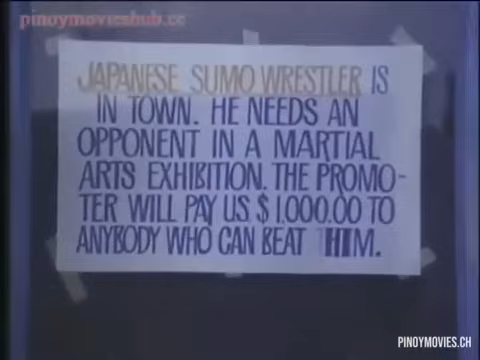 pinoymovieshub.cc
JAPANESE SUMO WRESTLER IS
IN TOWN. HE NEEDS AN
OPPONENT IN A MARTIAL
ARTS EXHIBITION. THE PROMO-
TER WILL PAY U.S. $1,000.00 TO
ANYBODY WHO CAN BEAT HIM.
PINOYMOVIES.CH